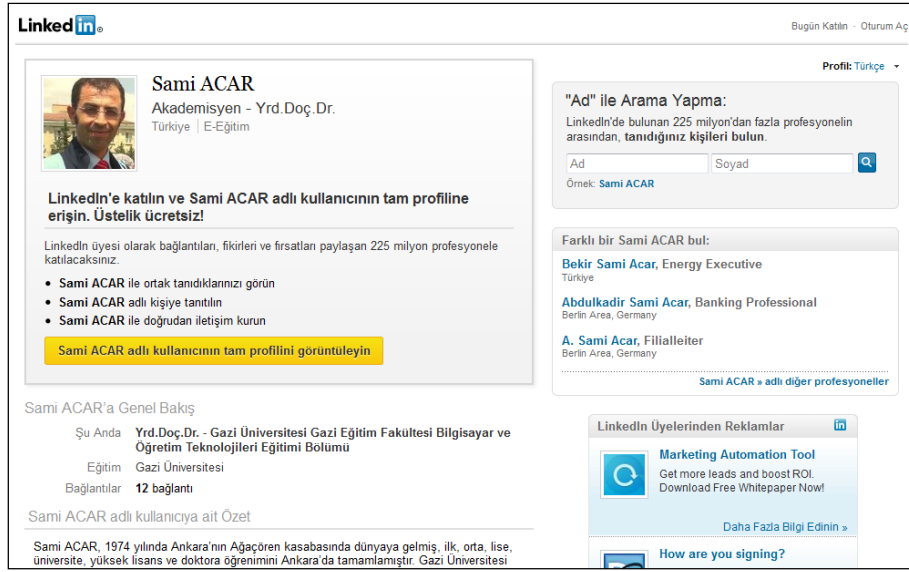 Linked in®
Bugün Katılın · Oturum Aç
Profil: Türkçe
Sami ACAR
Akademisyen - Yrd.Doç.Dr.
Türkiye | E-Eğitim
LinkedIn'e katılın ve Sami ACAR adlı kullanıcının tam profiline
erişin. Üstelik ücretsiz!
LinkedIn üyesi olarak bağlantıları, fikirleri ve fırsatları paylaşan 225 milyon profesyonele
katılacaksınız.
• Sami ACAR ile ortak tanıdıklarınızı görün
• Sami ACAR adlı kişiye tanıtılın
• Sami ACAR ile doğrudan iletişim kurun
Sami ACAR adlı kullanıcının tam profilini görüntüleyin
Sami ACAR'a Genel Bakış
Şu Anda Yrd.Doç.Dr. - Gazi Üniversitesi Gazi Eğitim Fakültesi Bilgisayar ve
Öğretim Teknolojileri Eğitimi Bölümü
Eğitim Gazi Üniversitesi
Bağlantılar 12 bağlantı
Sami ACAR adlı kullanıcıya ait Özet
Sami ACAR, 1974 yılında Ankara'nın Ağaçören kasabasında dünyaya gelmiş, ilk, orta, lise,
üniversite, yüksek lisans ve doktora öğrenimini Ankara'da tamamlamıştır. Gazi Üniversitesi
"Ad" ile Arama Yapma:
LinkedIn'de bulunan 225 milyon'dan fazla profesyonelin
arasından, tanıdığınız kişileri bulun.
Ad Soyad
Örnek: Sami ACAR
Farklı bir Sami ACAR bul:
Bekir Sami Acar, Energy Executive
Türkiye
Abdulkadir Sami Acar, Banking Professional
Berlin Area, Germany
A. Sami Acar, Filialleiter
Berlin Area, Germany
Sami ACAR » adlı diğer profesyoneller
LinkedIn Üyelerinden Reklamlar in
Marketing Automation Tool
Get more leads and boost ROI.
Download Free Whitepaper Now!
Daha Fazla Bilgi Edinin »
How are you signing?